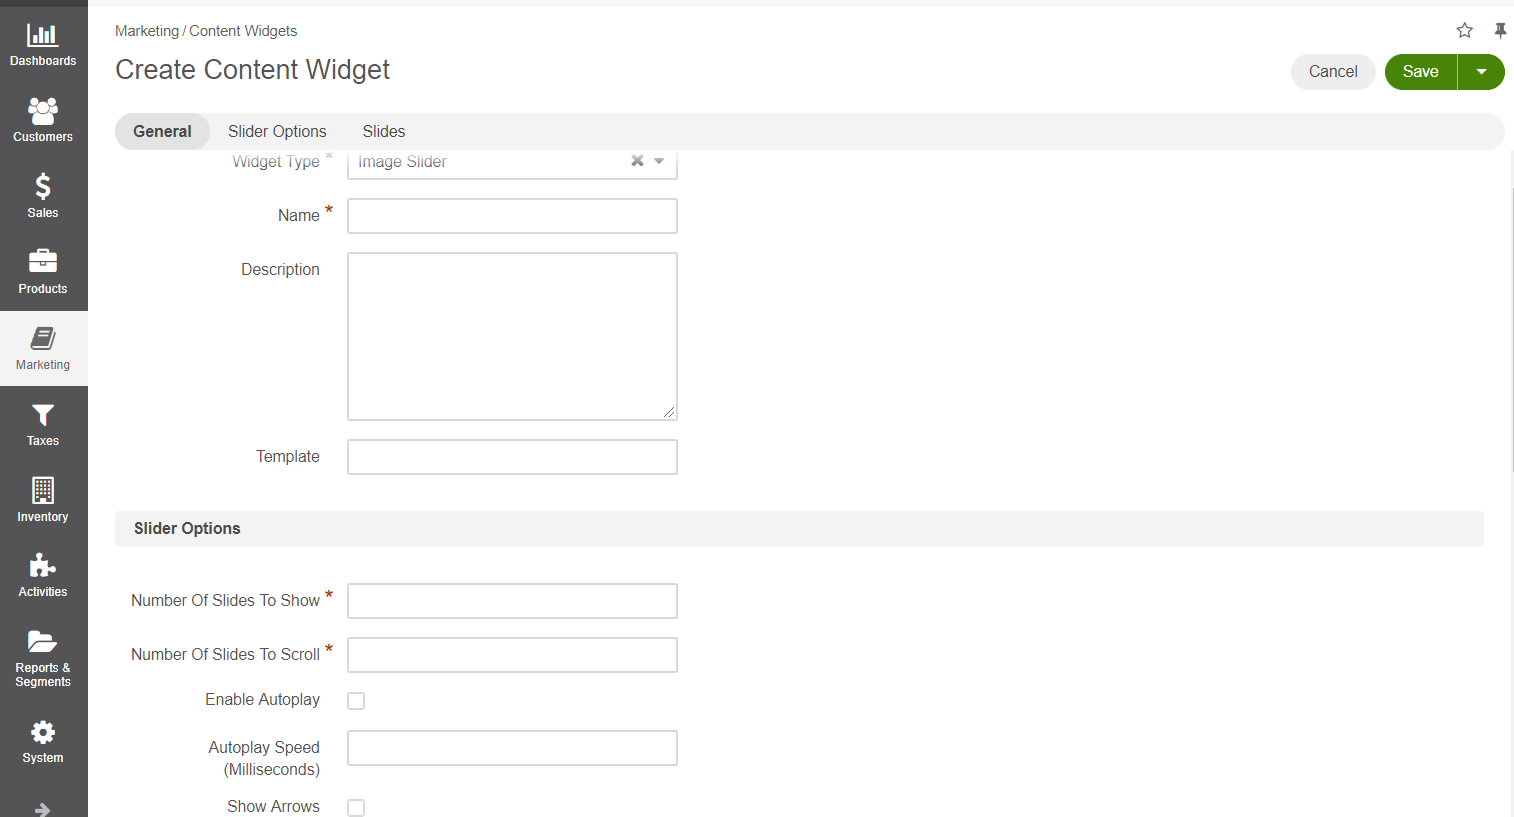 Dashboards
Customers
Sales
Products
Marketing
Taxes
Inventory
Activities
Reports &
Segments
System
Marketing / Content Widgets
Create Content Widget
Cancel
Save
General
Slider Options
Slides
Widget Type *
Image Slider
Name *
Description
Template
Slider Options
Number Of Slides To Show *
Number Of Slides To Scroll *
Enable Autoplay
Autoplay Speed
(Milliseconds)
Show Arrows